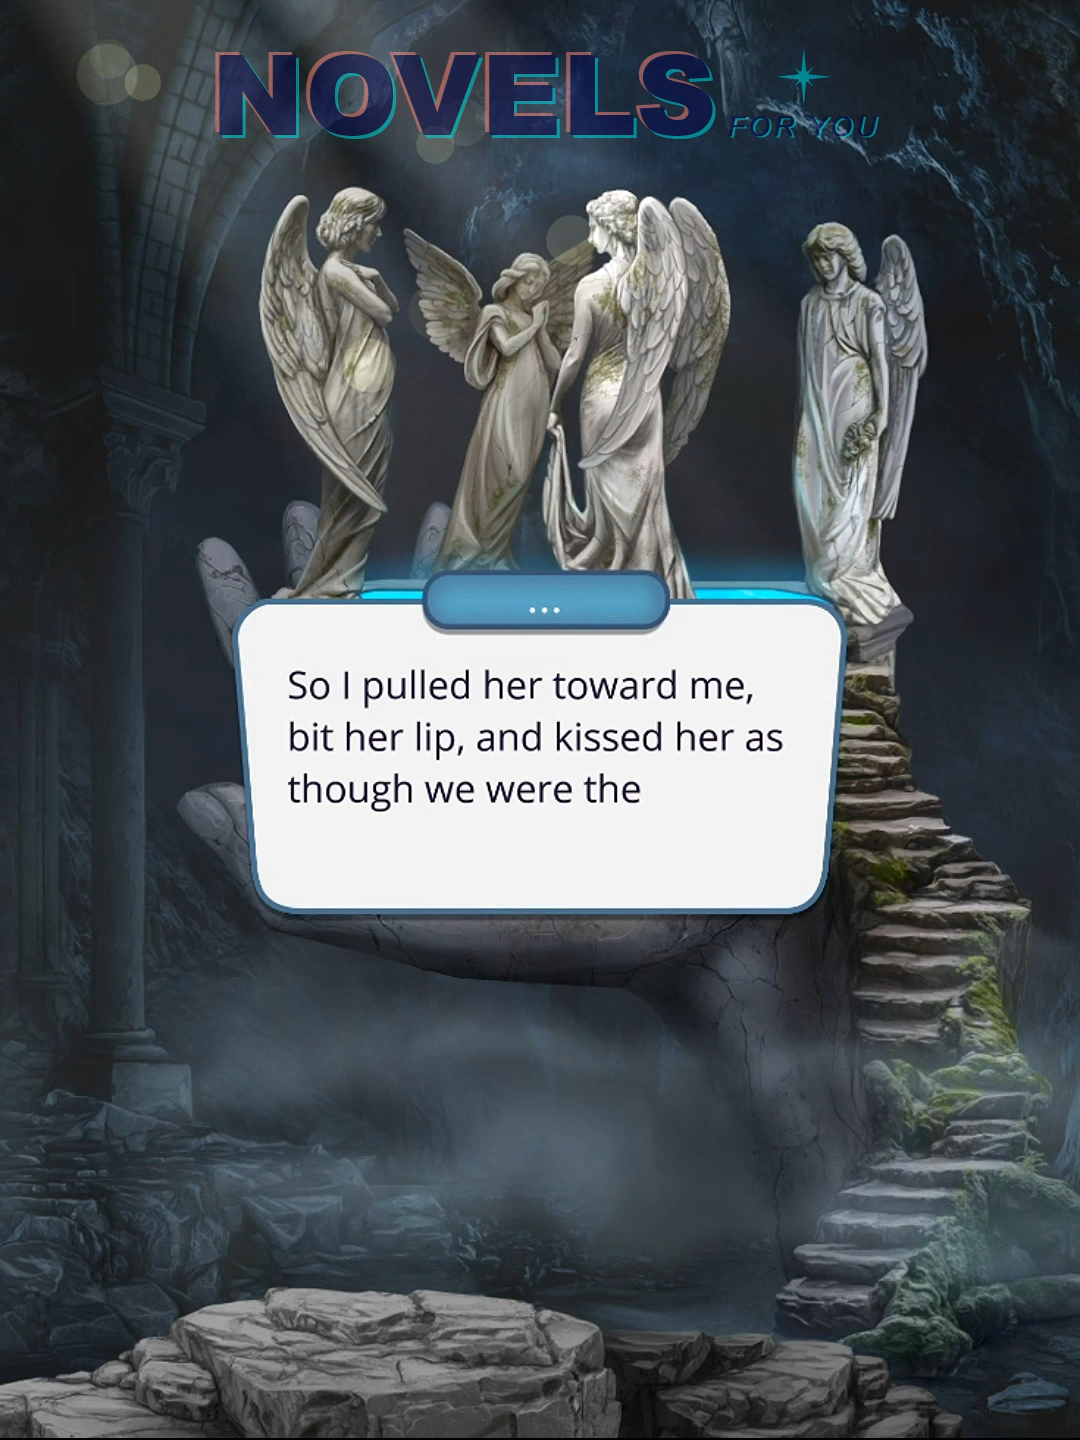 NOVELS
FOR YOU
...
So I pulled her toward me,
bit her lip, and kissed her as
though we were the